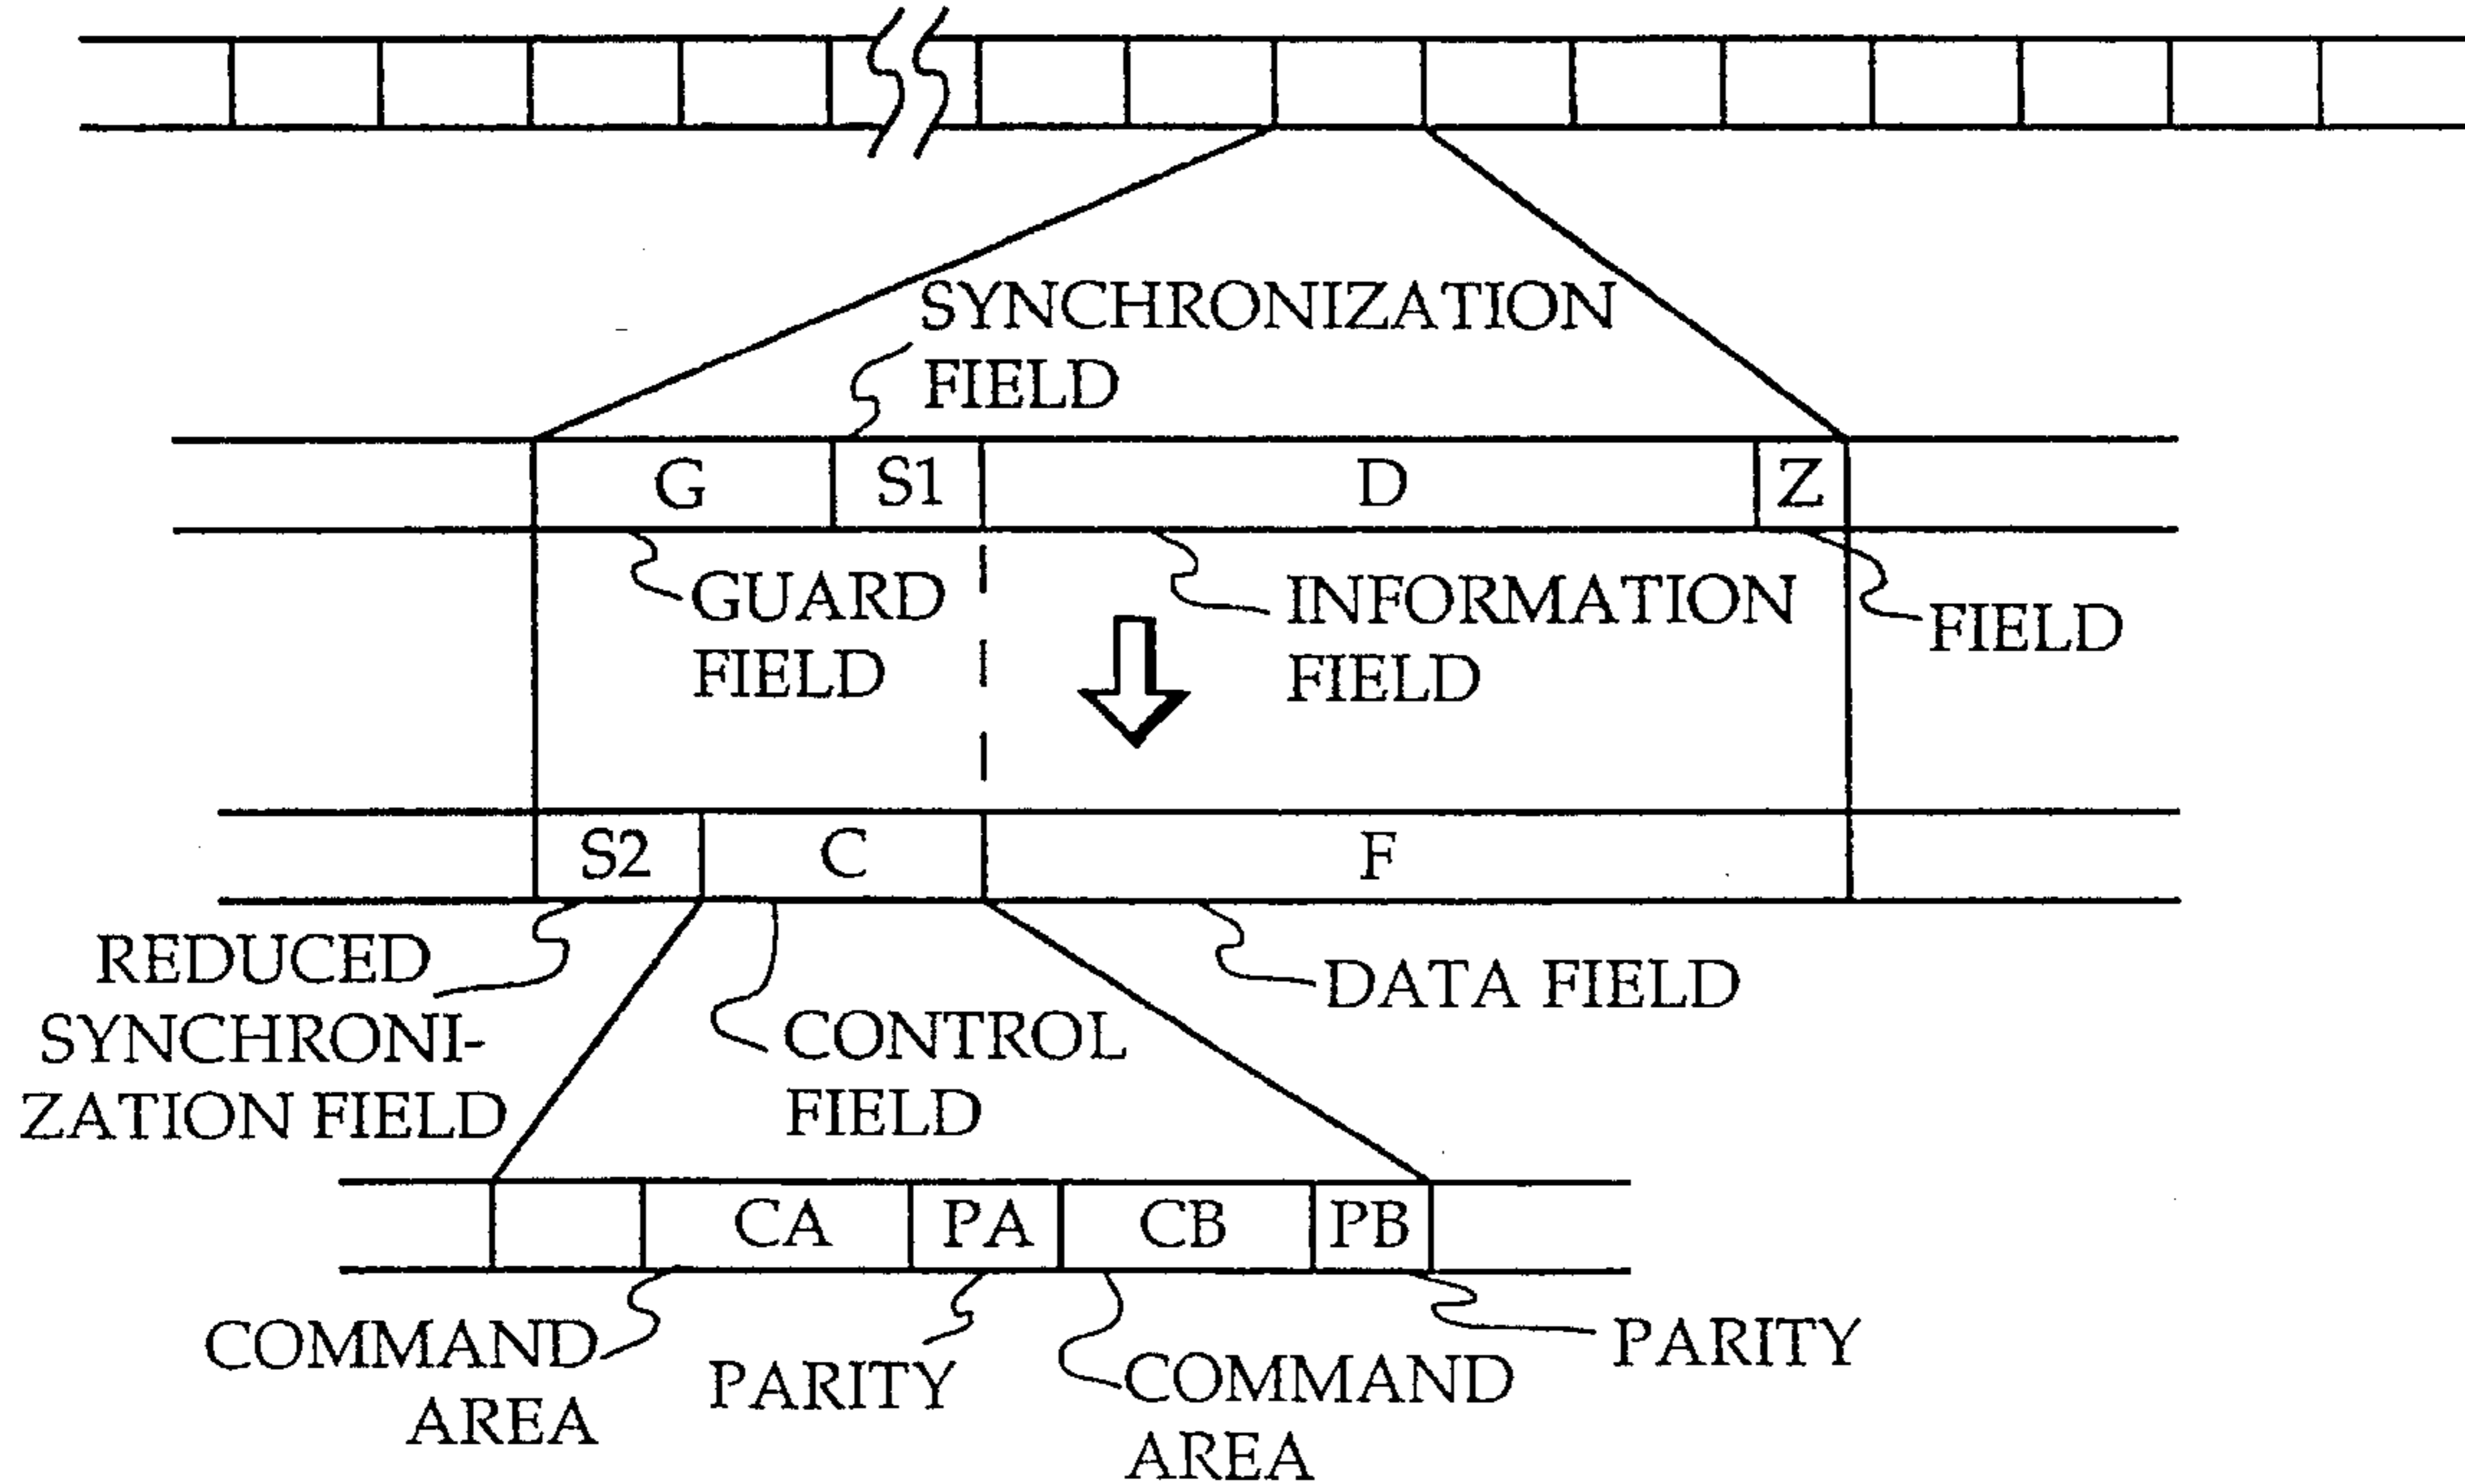 SYNCHRONIZATION
FIELD
G
S1
D
Z
GUARD
FIELD
INFORMATION
FIELD
FIELD
S2
C
F
REDUCED
SYNCHRONI-
ZATION FIELD
CONTROL
FIELD
DATA FIELD
CA
PA
CB
PB
COMMAND
AREA
PARITY
COMMAND
AREA
PARITY